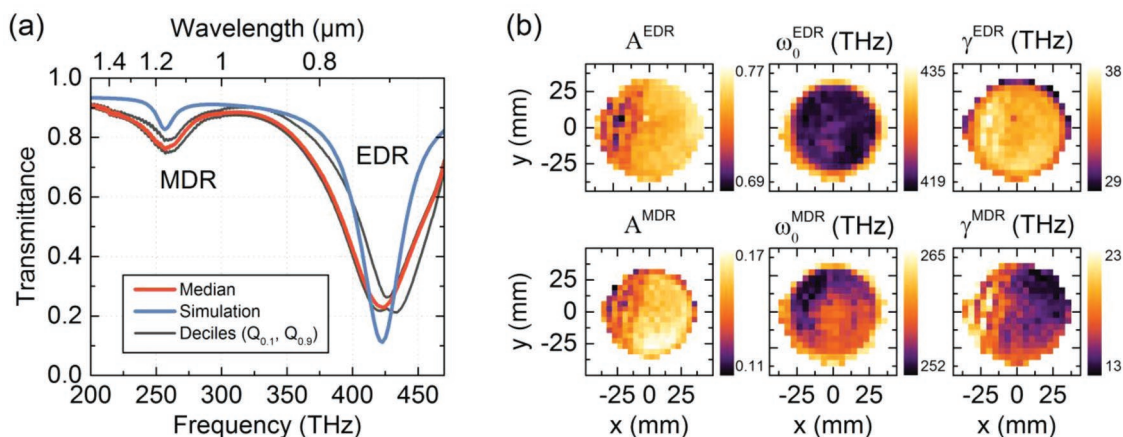 (a)
Wavelength (μm)
1.4 1.2 1 0.8
1.0
0.8
0.6
0.4
0.2
0.0
Transmittance
MDR
EDR
Median
Simulation
Deciles (Q0.1, Q0.9)
200 250 300 350 400 450
Frequency (THz)
(b)
A^EDR ω0^EDR (THz) γ^EDR (THz)
25
0
-25
y (mm)
0.77
0.69
435
419
38
29
A^MDR ω0^MDR (THz) γ^MDR (THz)
25
0
-25
y (mm)
0.17
0.11
265
252
23
13
-25 0 25 -25 0 25 -25 0 25
x (mm) x (mm) x (mm)